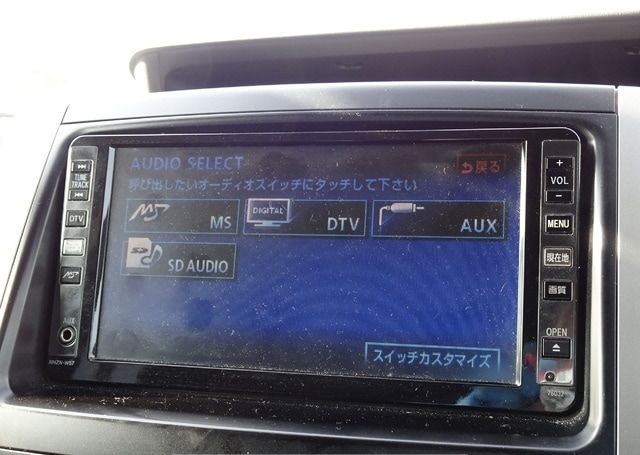 AUDIO SELECT
戻る
呼び出したいオーディオスイッチにタッチして下さい
MS
DIGITAL
DTV
AUX
SD
SD AUDIO
スイッチカスタマイズ
TUNE
TRACK
DTV
AUX
NHZN-W57
+
VOL
−
MENU
現在地
画質
OPEN
76032